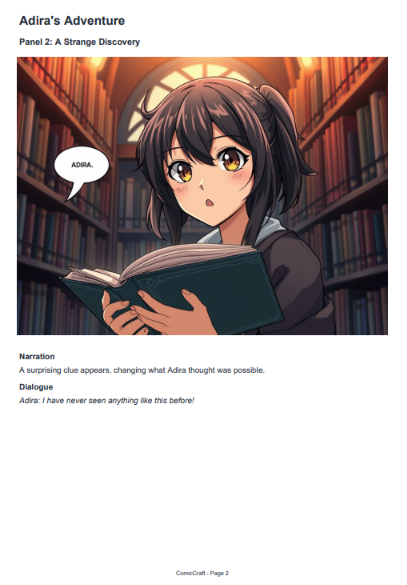 Adira's Adventure
Panel 2: A Strange Discovery
ADIRA.
Narration
A surprising clue appears, changing what Adira thought was possible.
Dialogue
Adira: I have never seen anything like this before!
ComicCraft - Page 2